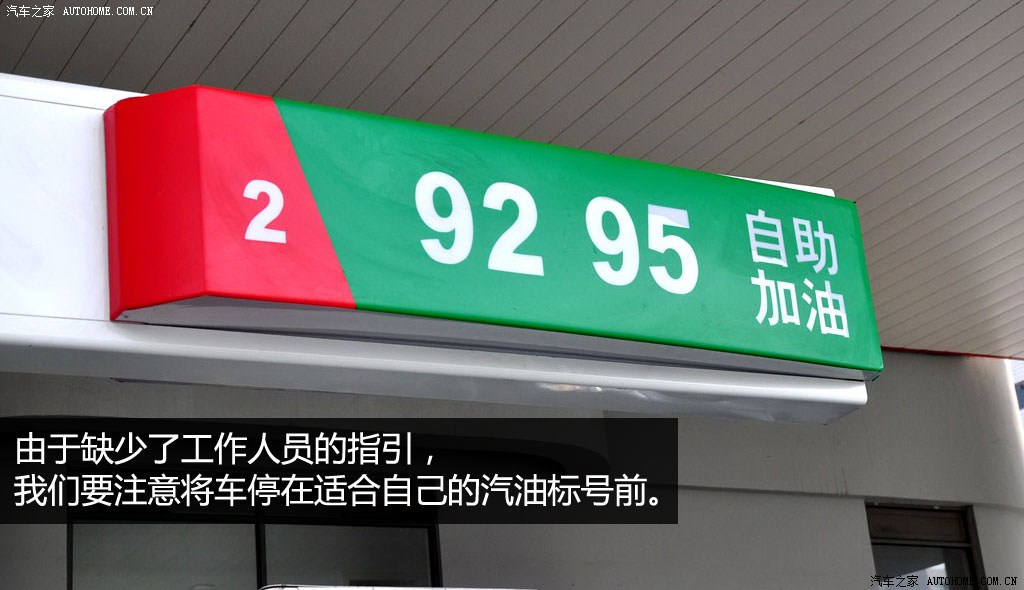 汽车之家 AUTOHOME.COM.CN
2 92 95 自助
加油
由于缺少了工作人员的指引，
我们要注意将车停在适合自己的汽油标号前。
汽车之家 AUTOHOME.COM.CN